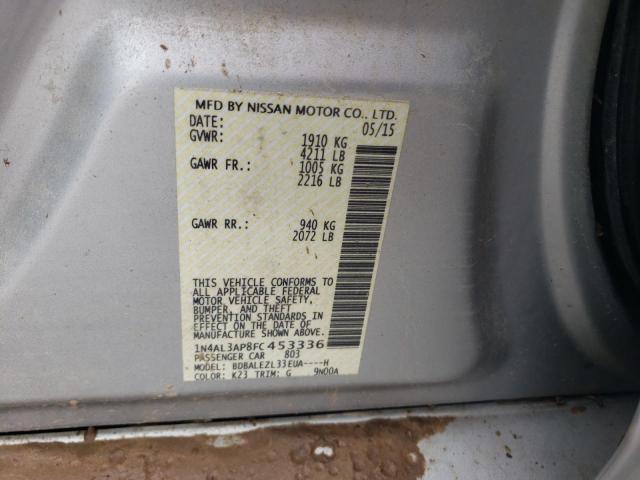 MFD BY NISSAN MOTOR CO., LTD.
DATE: 05/15
GVWR: 1910 KG
4211 LB
GAWR FR.: 1005 KG
2216 LB
GAWR RR.: 940 KG
2072 LB
THIS VEHICLE CONFORMS TO
ALL APPLICABLE FEDERAL
MOTOR VEHICLE SAFETY,
BUMPER, AND THEFT
PREVENTION STANDARDS IN
EFFECT ON THE DATE OF
MANUFACTURE SHOWN ABOVE.
1N4AL3AP8FC453336
PASSENGER CAR 803
MODEL: BDBALEZL33EUA----H
COLOR: K23 TRIM: G 9N00A